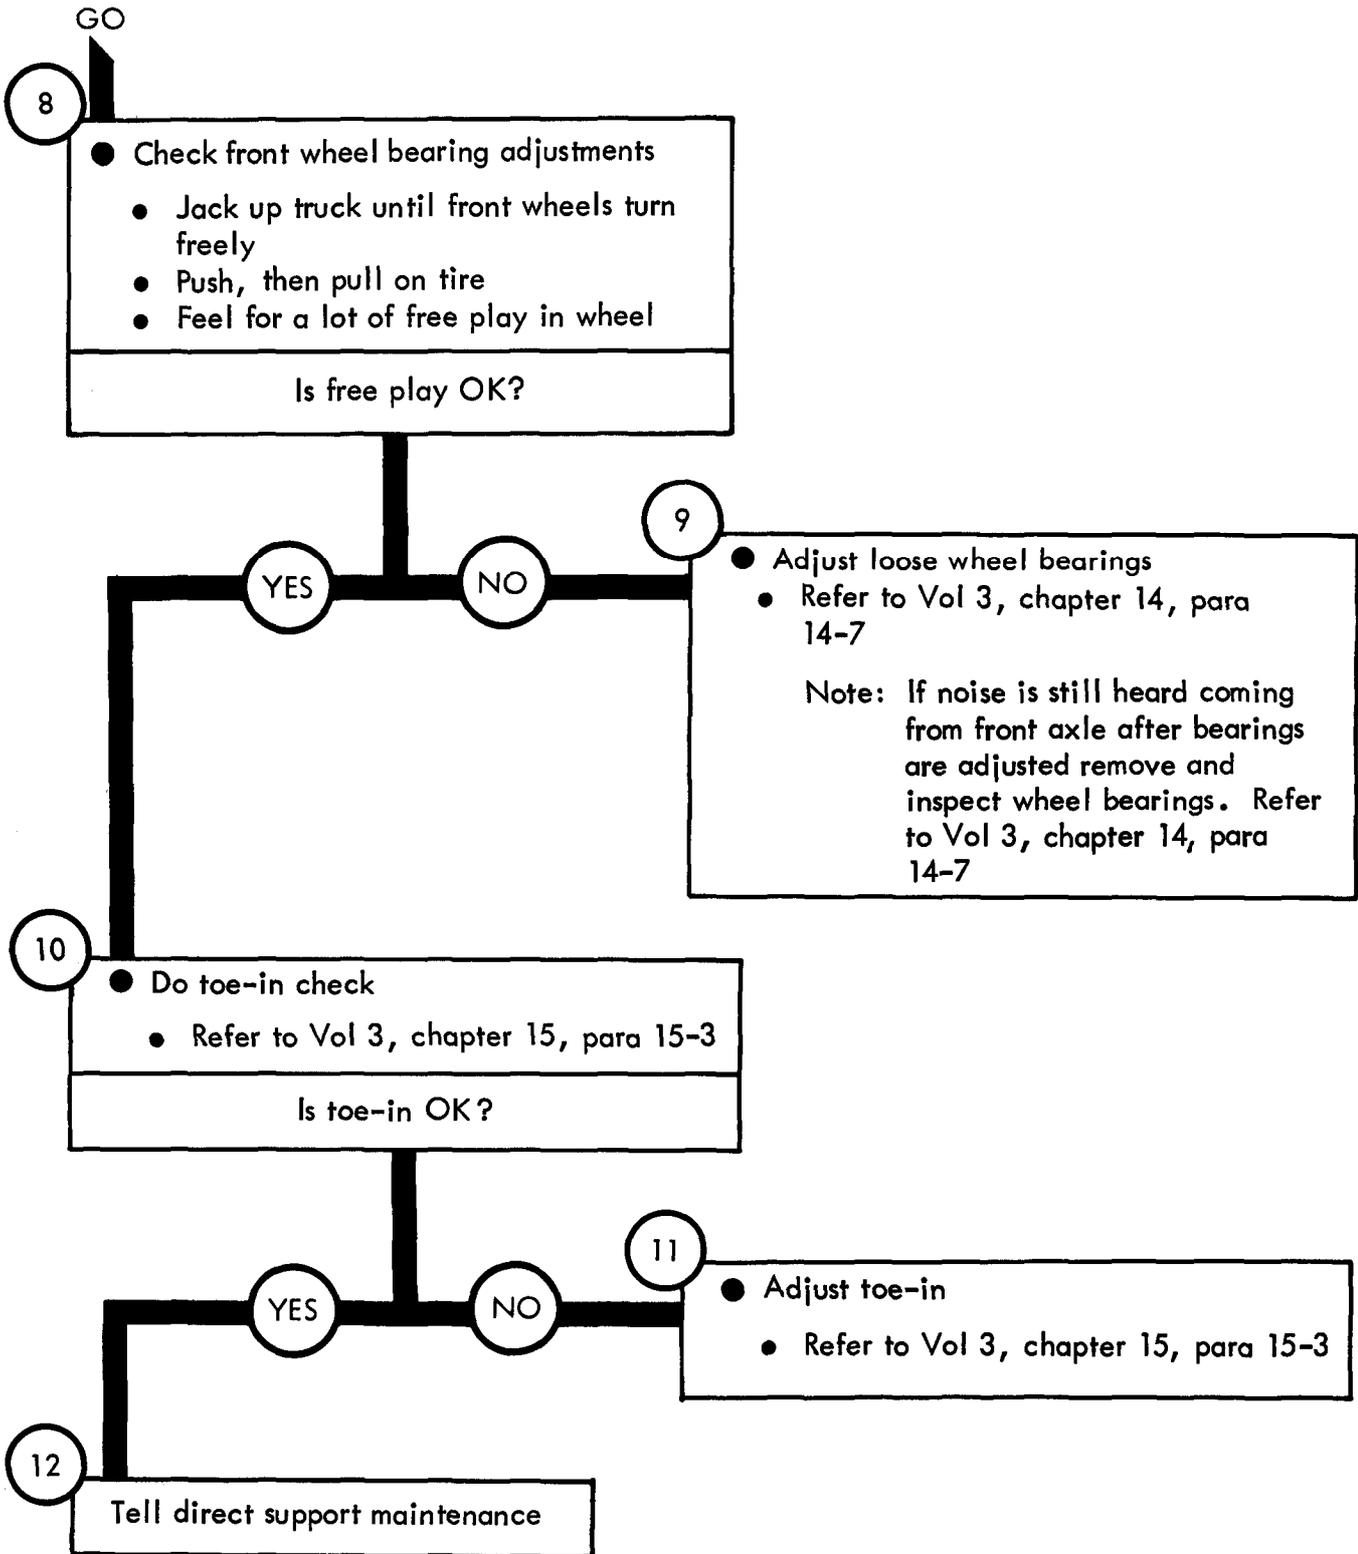 GO
8
● Check front wheel bearing adjustments
● Jack up truck until front wheels turn
freely
● Push, then pull on tire
● Feel for a lot of free play in wheel
Is free play OK?
YES
NO
9
● Adjust loose wheel bearings
● Refer to Vol 3, chapter 14, para
14-7
Note: If noise is still heard coming
from front axle after bearings
are adjusted remove and
inspect wheel bearings. Refer
to Vol 3, chapter 14, para
14-7
10
● Do toe-in check
● Refer to Vol 3, chapter 15, para 15-3
Is toe-in OK?
YES
NO
11
● Adjust toe-in
● Refer to Vol 3, chapter 15, para 15-3
12
Tell direct support maintenance